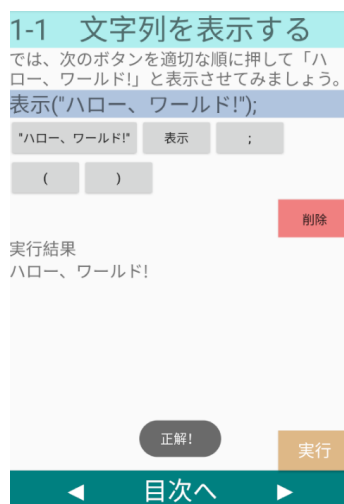 1-1　文字列を表示する
では、次のボタンを適切な順に押して「ハ
ロー、ワールド!」と表示させてみましょう。
表示("ハロー、ワールド!");
"ハロー、ワールド!"　表示　;
(　)
削除
実行結果
ハロー、ワールド!
正解!
実行
◀　目次へ　▶